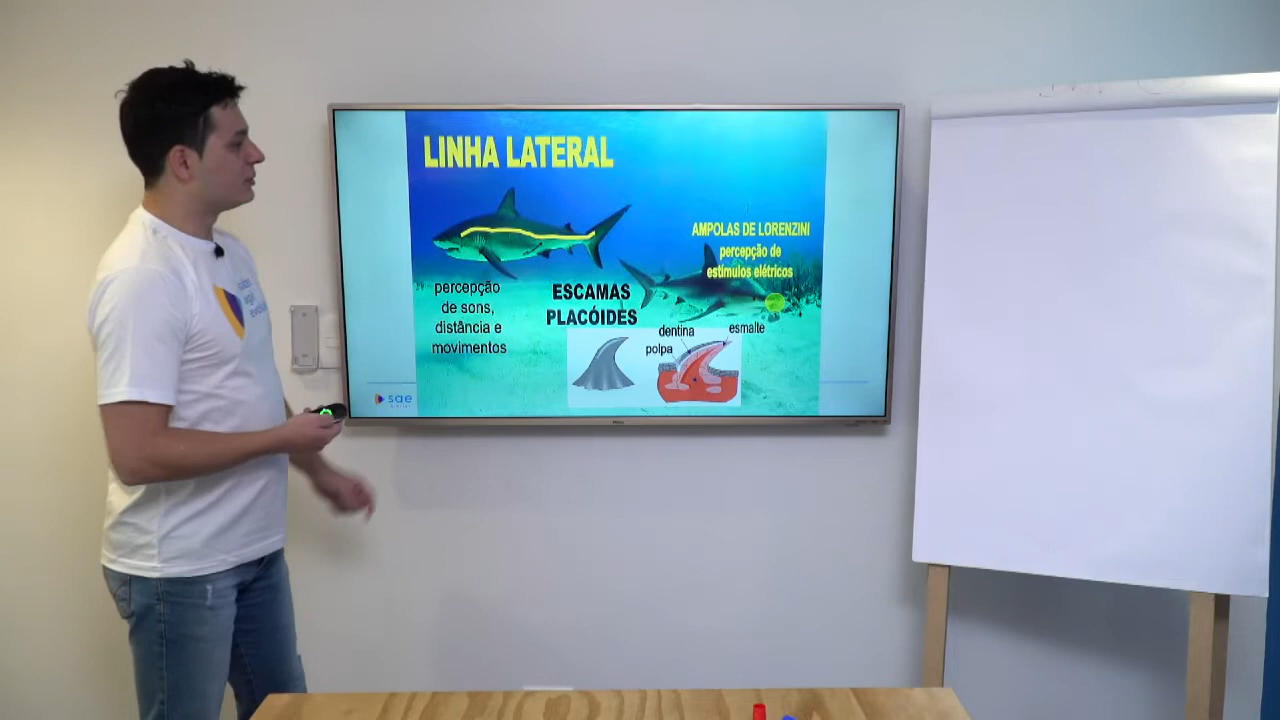 LINHA LATERAL
AMPOLAS DE LORENZINI
percepção de
estímulos elétricos
percepção
de sons,
distância e
movimentos
ESCAMAS
PLACÓIDES
dentina
esmalte
polpa
sae